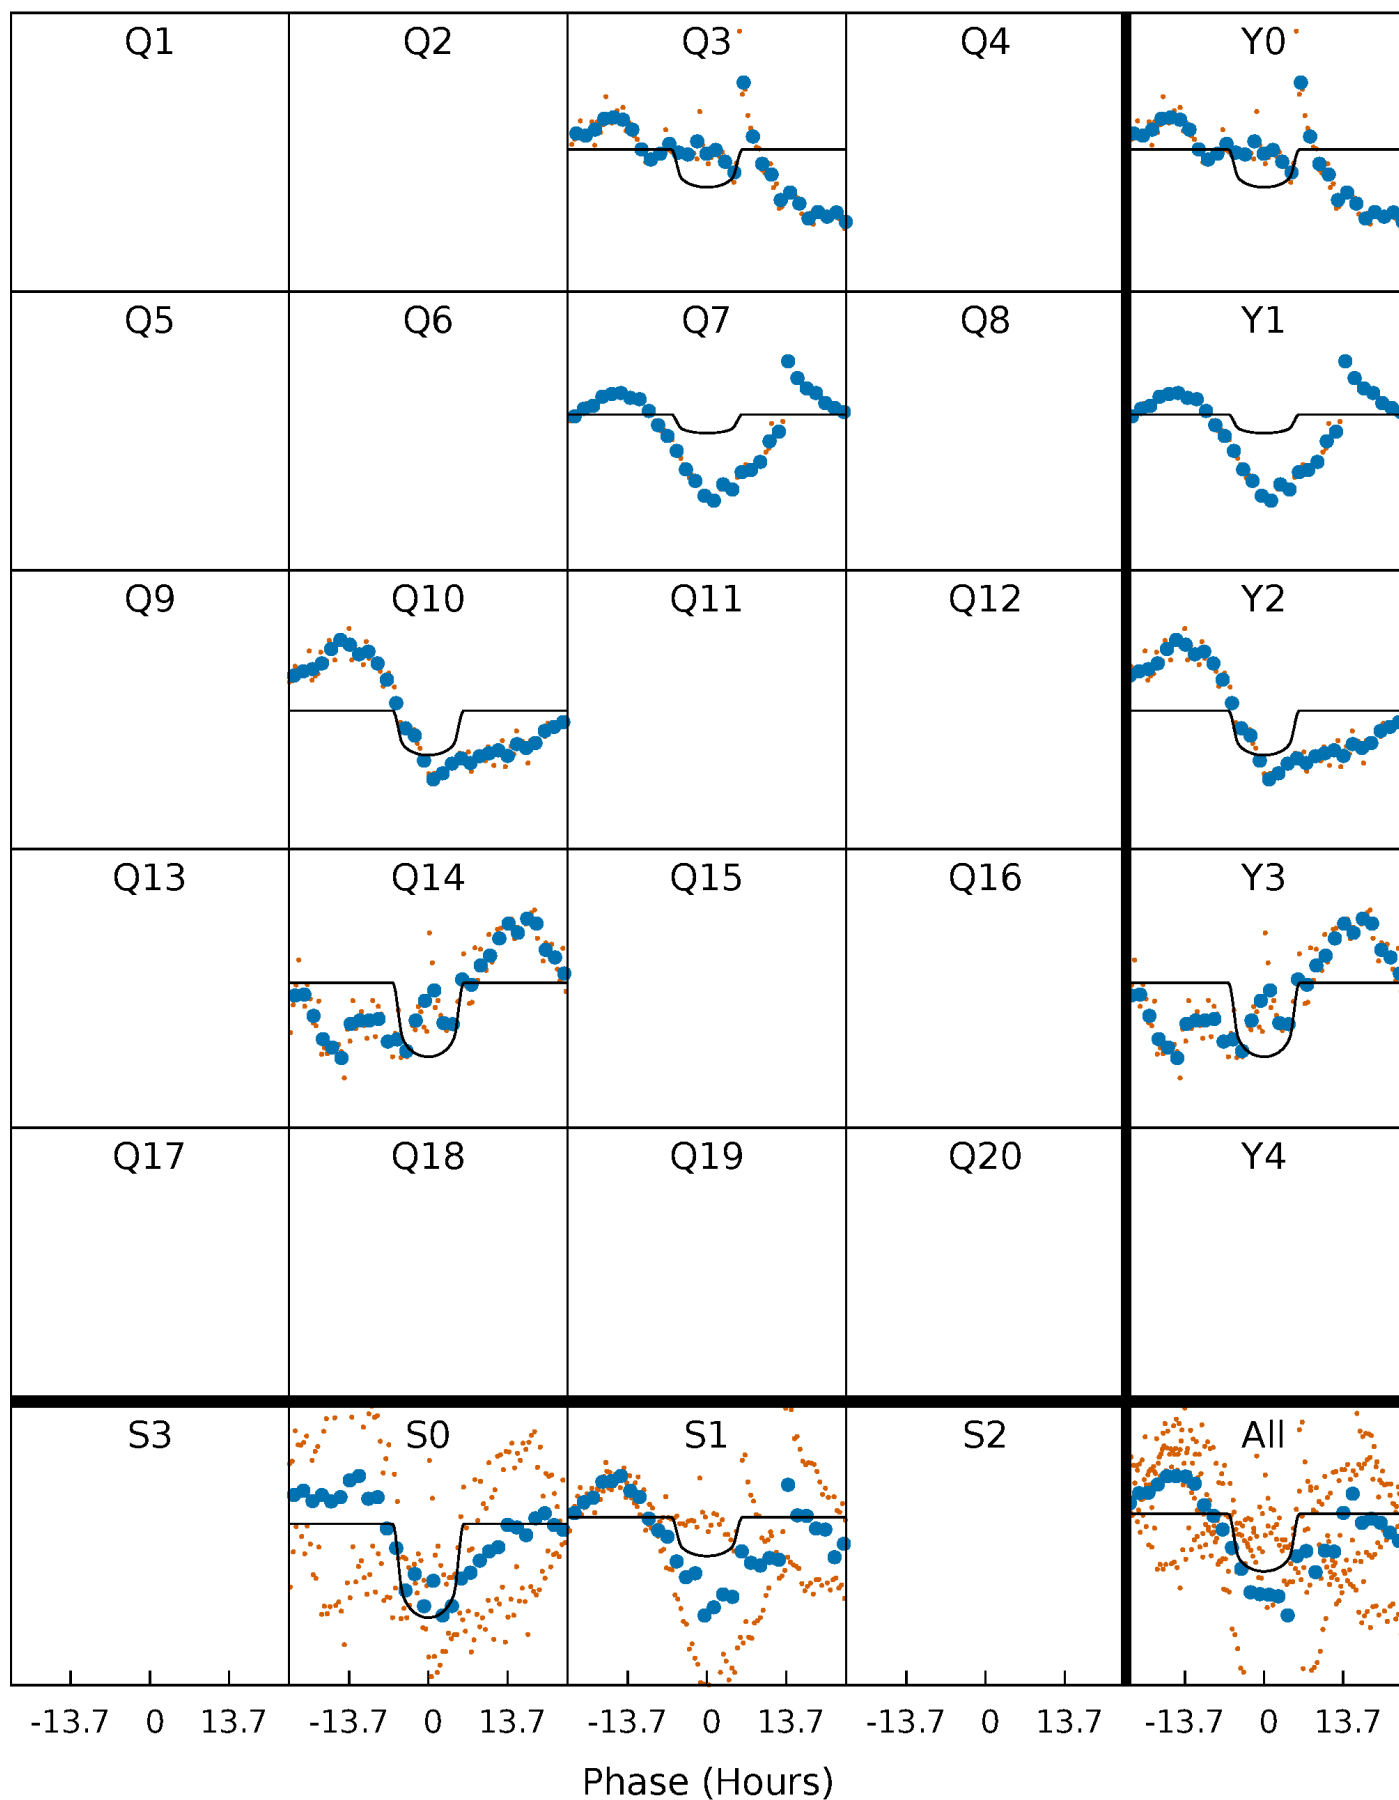 Q1 Q2 Q3 Q4 Y0
Q5 Q6 Q7 Q8 Y1
Q9 Q10 Q11 Q12 Y2
Q13 Q14 Q15 Q16 Y3
Q17 Q18 Q19 Q20 Y4
S3 S0 S1 S2 All
-13.7 0 13.7 -13.7 0 13.7 -13.7 0 13.7 -13.7 0 13.7 -13.7 0 13.7
Phase (Hours)